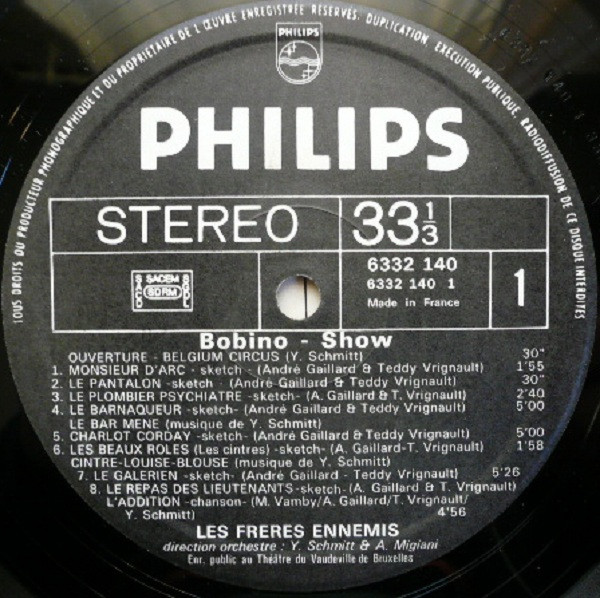 TOUS DROITS DU PRODUCTEUR PHONOGRAPHIQUE ET DU PROPRIETAIRE DE L'ŒUVRE ENREGISTREE RESERVES. DUPLICATION, EXECUTION PUBLIQUE, RADIODIFFUSION DE CE DISQUE INTERDITES
PHILIPS
PHILIPS
STEREO
33 1/3
SACEM
SDRM
6332 140
6332 140 1
Made in France
1
Bobino - Show
OUVERTURE - BELGIUM CIRCUS (Y. Schmitt) 30"
1. MONSIEUR D'ARC - sketch - (André Gaillard & Teddy Vrignault) 1'55
2. LE PANTALON -sketch - (André Gaillard & Teddy Vrignault) 30"
3. LE PLOMBIER PSYCHIATRE -sketch- (A. Gaillard & T. Vrignault) 2'40
4. LE BARNAQUEUR -sketch- (André Gaillard & Teddy Vrignault) 5'00
LE BAR MENE (musique de Y. Schmitt)
5. CHARLOT CORDAY -sketch- (André Gaillard & Teddy Vrignault) 5'00
6. LES BEAUX ROLES (Les cintres) -sketch- (A. Gaillard-T. Vrignault) 1'58
CINTRE-LOUISE-BLOUSE (musique de Y. Schmitt)
7. LE GALERIEN -sketch- (André Gaillard - Teddy Vrignault) 5'26
8. LE REPAS DES LIEUTENANTS -sketch- (A. Gaillard & T. Vrignault)
L'ADDITION -chanson- (M. Vamby/A. Gaillard/T. Vrignault/
Y. Schmitt) 4'56
LES FRERES ENNEMIS
direction orchestre : Y. Schmitt & A. Migiani
Enr. public au Théâtre du Vaudeville de Bruxelles